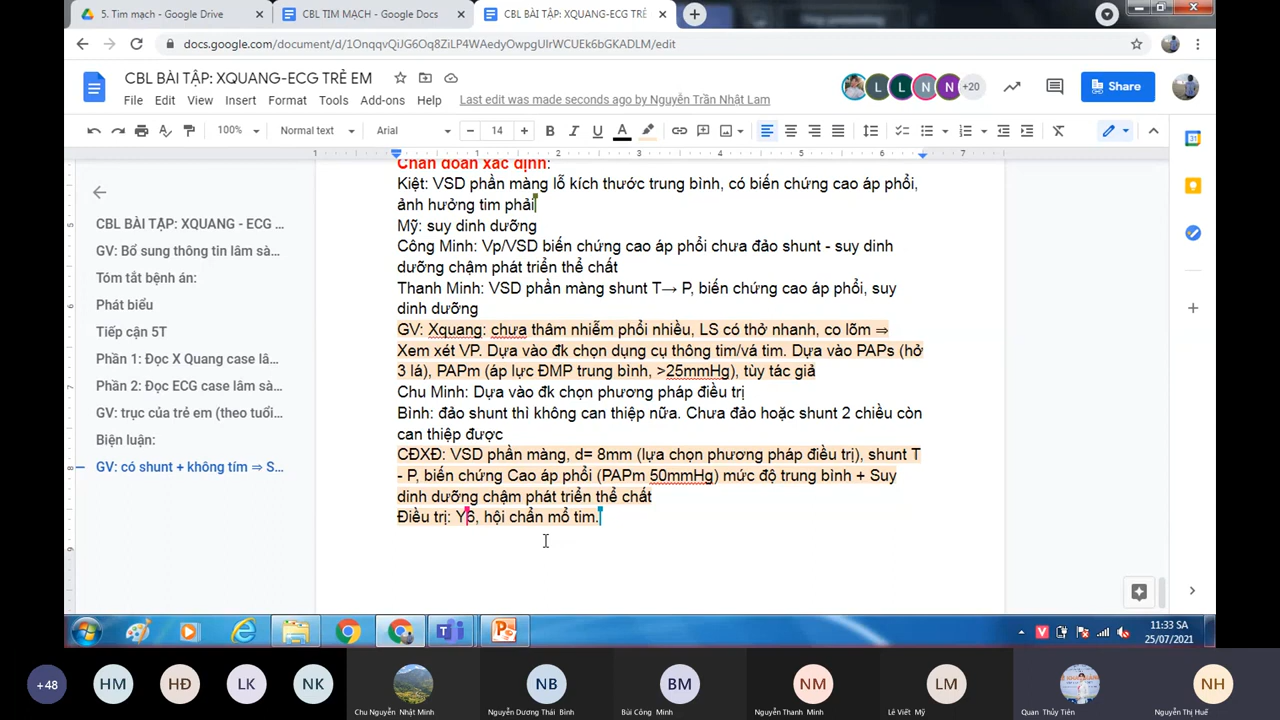 5. Tim mạch - Google Drive
CBL TIM MẠCH - Google Docs
CBL BÀI TẬP: XQUANG-ECG TRẺ
docs.google.com/document/d/1OnqqvQiJG6Oq8ZiLP4WAedyOwpgUlrWCUEk6bGKADLM/edit
CBL BÀI TẬP: XQUANG-ECG TRẺ EM
L L N N +20
Share
File Edit View Insert Format Tools Add-ons Help Last edit was made seconds ago by Nguyễn Trần Nhật Lam
100% Normal text Arial 14
1 1 2 3 4 5 6 7
CBL BÀI TẬP: XQUANG - ECG ...
GV: Bổ sung thông tin lâm sà...
Tóm tắt bệnh án:
Phát biểu
Tiếp cận 5T
Phần 1: Đọc X Quang case lâ...
Phần 2: Đọc ECG case lâm sà...
GV: trục của trẻ em (theo tuổi...
Biện luận:
GV: có shunt + không tím ⇒ S...
Chẩn đoán xác định:
Kiệt: VSD phần màng lỗ kích thước trung bình, có biến chứng cao áp phổi,
ảnh hưởng tim phải
Mỹ: suy dinh dưỡng
Công Minh: Vp/VSD biến chứng cao áp phổi chưa đảo shunt - suy dinh
dưỡng chậm phát triển thể chất
Thanh Minh: VSD phần màng shunt T→ P, biến chứng cao áp phổi, suy
dinh dưỡng
GV: Xquang: chưa thâm nhiễm phổi nhiều, LS có thở nhanh, co lõm ⇒
Xem xét VP. Dựa vào đk chọn dụng cụ thông tim/vá tim. Dựa vào PAPs (hở
3 lá), PAPm (áp lực ĐMP trung bình, >25mmHg), tùy tác giả
Chu Minh: Dựa vào đk chọn phương pháp điều trị
Bình: đảo shunt thì không can thiệp nữa. Chưa đảo hoặc shunt 2 chiều còn
can thiệp được
CĐXĐ: VSD phần màng, d= 8mm (lựa chọn phương pháp điều trị), shunt T
- P, biến chứng Cao áp phổi (PAPm 50mmHg) mức độ trung bình + Suy
dinh dưỡng chậm phát triển thể chất
Điều trị: Y6, hội chẩn mổ tim.
11:33 SA
25/07/2021
+48 HM HĐ LK NK NB BM NM LM NH
Chu Nguyễn Nhật Minh
Nguyễn Dương Thái Bình
Bùi Công Minh
Nguyễn Thanh Minh
Lê Viết Mỹ
Quan Thủy Tiên
Nguyễn Thị Huế